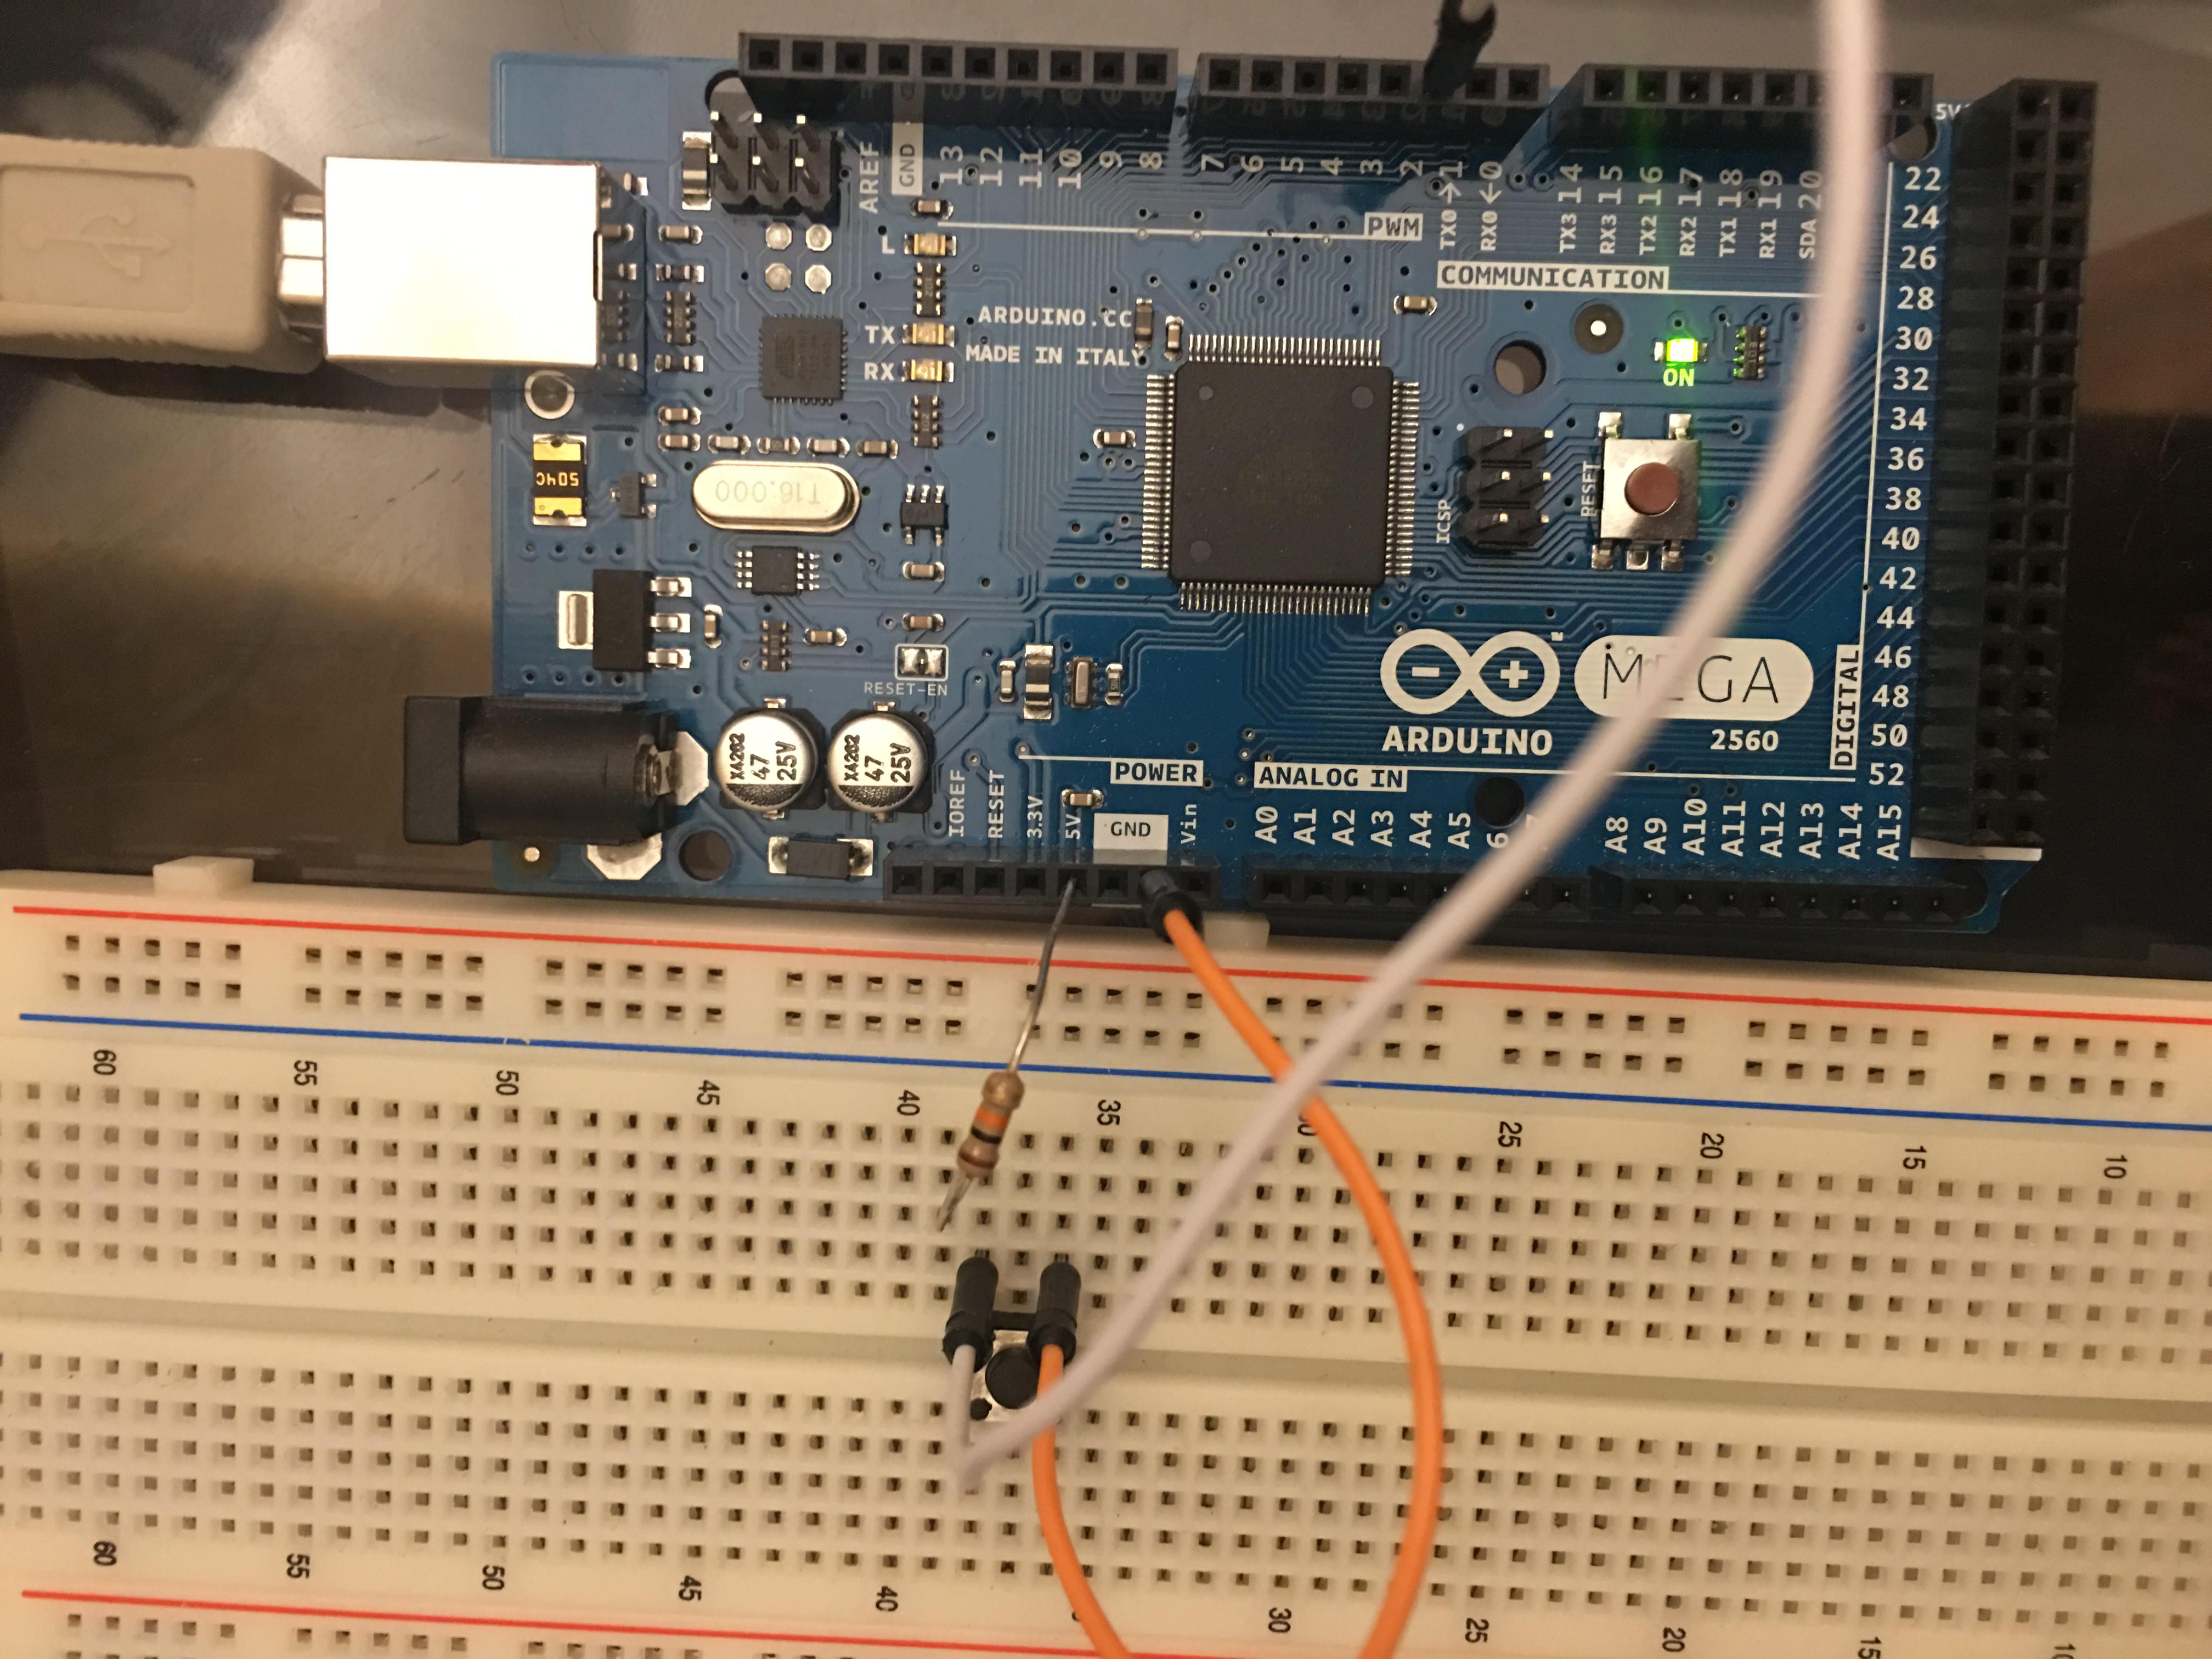 60
60
55
55
50
50
45
45
40
40
35
30
25
25
20
20
15
15
10
10
504C
X4262
47
25V
X4262
47
25V
T16.000
RESET-EN
IOREF
RESET
3.3V
5V
GND
Vin
POWER
A0
A1
A2
A3
A4
A5
6
ANALOG IN
A8
A9
A10
A11
A12
A13
A14
A15
ARDUINO
MEGA
2560
ICSP
RESET
ON
RX
TX
L
MADE IN ITALY
ARDUINO.CC
AREF
GND
13
12
11
10
9
8
7
6
5
4
3
2
TX0→1
RX0←0
PWM
COMMUNICATION
TX3 14
RX3 15
TX2 16
RX2 17
TX1 18
RX1 19
SDA 20
DIGITAL
52 50 48 46 44 42 40 38 36 34 32 30 28 26 24 22
5V